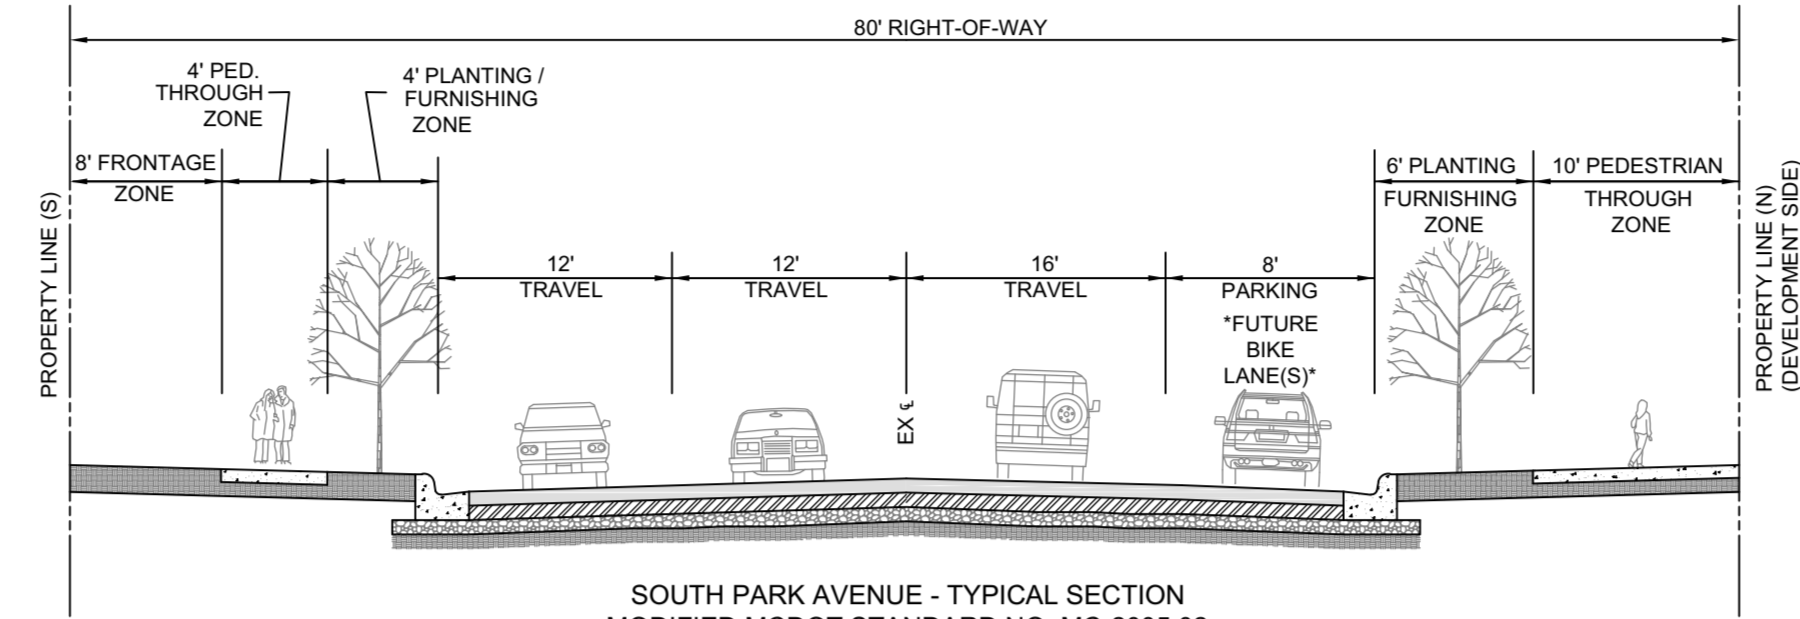 80' RIGHT-OF-WAY
4' PED.
THROUGH
ZONE
4' PLANTING /
FURNISHING
ZONE
8' FRONTAGE
ZONE
6' PLANTING
FURNISHING
ZONE
10' PEDESTRIAN
THROUGH
ZONE
PROPERTY LINE (S)
12'
TRAVEL
12'
TRAVEL
16'
TRAVEL
8'
PARKING
*FUTURE
BIKE
LANE(S)*
EX ℄
PROPERTY LINE (N)
(DEVELOPMENT SIDE)
SOUTH PARK AVENUE - TYPICAL SECTION